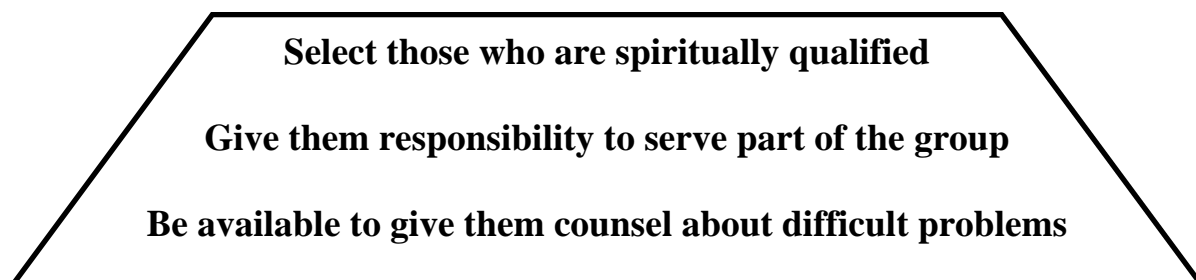 Select those who are spiritually qualified
Give them responsibility to serve part of the group
Be available to give them counsel about difficult problems